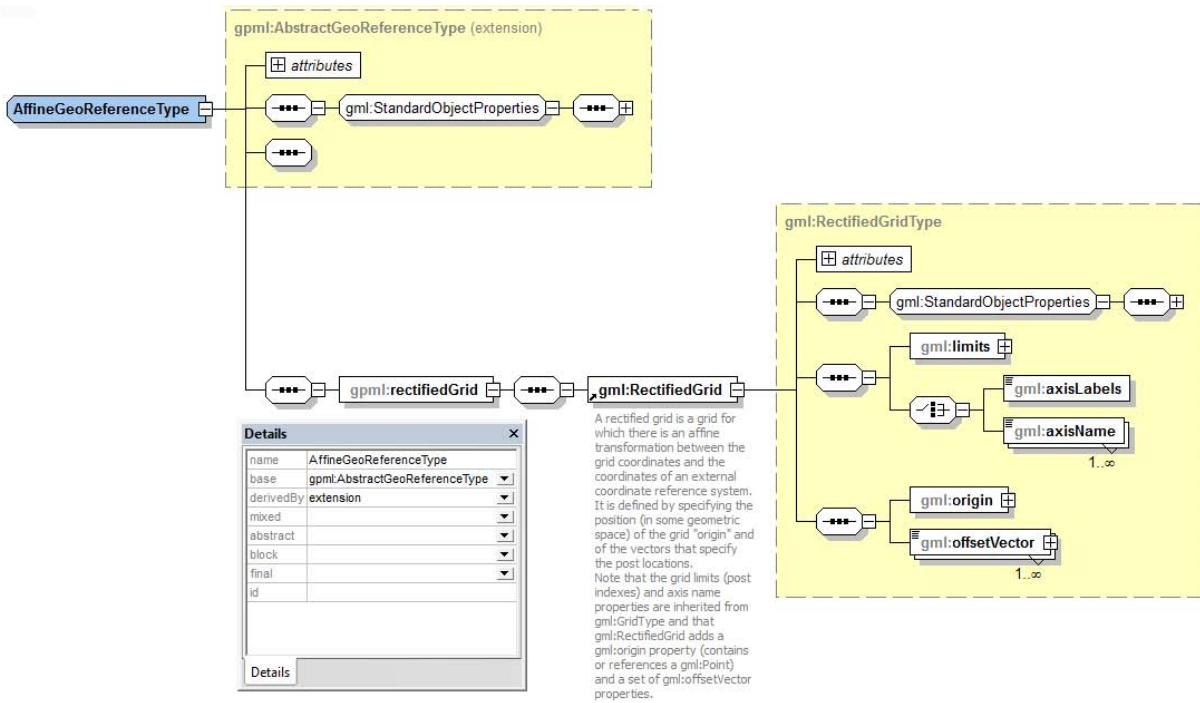 gpml:AbstractGeoReferenceType (extension)
attributes
AffineGeoReferenceType
gml:StandardObjectProperties
gml:RectifiedGridType
attributes
gml:StandardObjectProperties
gml:limits
gpml:rectifiedGrid
gml:RectifiedGrid
gml:axisLabels
gml:axisName
1..∞
gml:origin
gml:offsetVector
1..∞
A rectified grid is a grid for
which there is an affine
transformation between the
grid coordinates and the
coordinates of an external
coordinate reference system.
It is defined by specifying the
position (in some geometric
space) of the grid "origin" and
of the vectors that specify
the post locations.
Note that the grid limits (post
indexes) and axis name
properties are inherited from
gml:GridType and that
gml:RectifiedGrid adds a
gml:origin property (contains
or references a gml:Point)
and a set of gml:offsetVector
properties.
Details
name AffineGeoReferenceType
base gpml:AbstractGeoReferenceType
derivedBy extension
mixed
abstract
block
final
id
Details